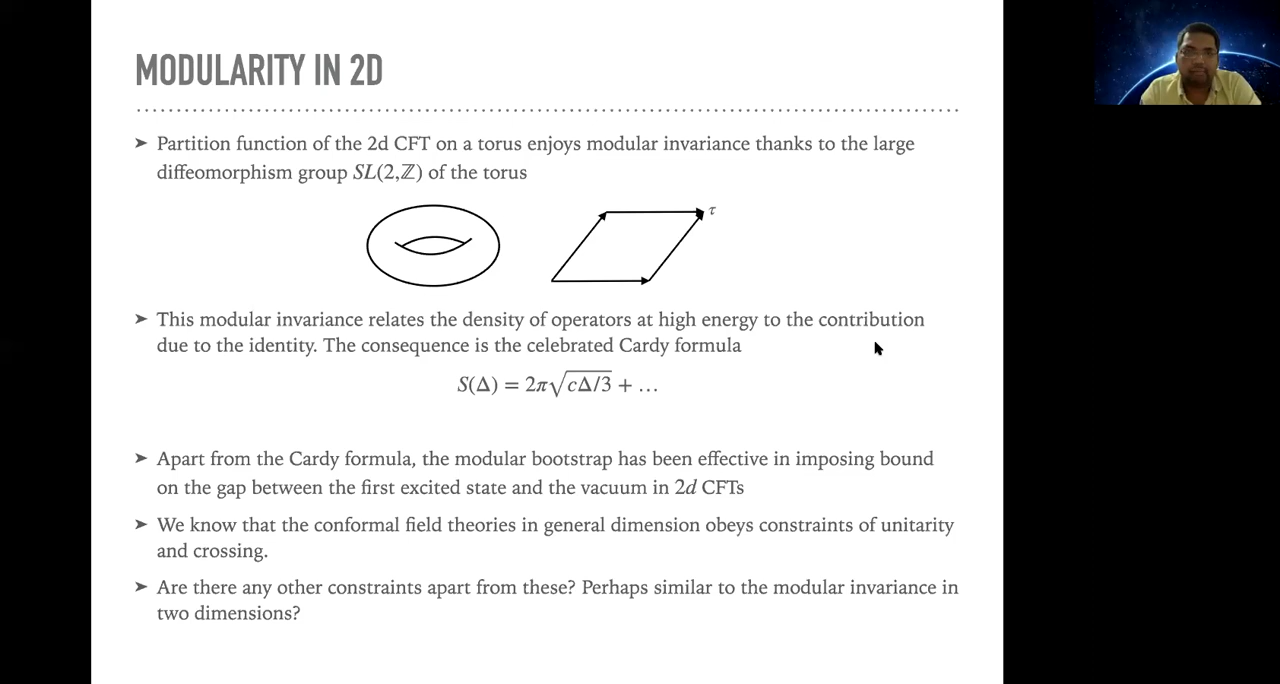 MODULARITY IN 2D
➤ Partition function of the 2d CFT on a torus enjoys modular invariance thanks to the large
diffeomorphism group SL(2,ℤ) of the torus
τ
➤ This modular invariance relates the density of operators at high energy to the contribution
due to the identity. The consequence is the celebrated Cardy formula
S(Δ) = 2π√(cΔ/3) + …
➤ Apart from the Cardy formula, the modular bootstrap has been effective in imposing bound
on the gap between the first excited state and the vacuum in 2d CFTs
➤ We know that the conformal field theories in general dimension obeys constraints of unitarity
and crossing.
➤ Are there any other constraints apart from these? Perhaps similar to the modular invariance in
two dimensions?